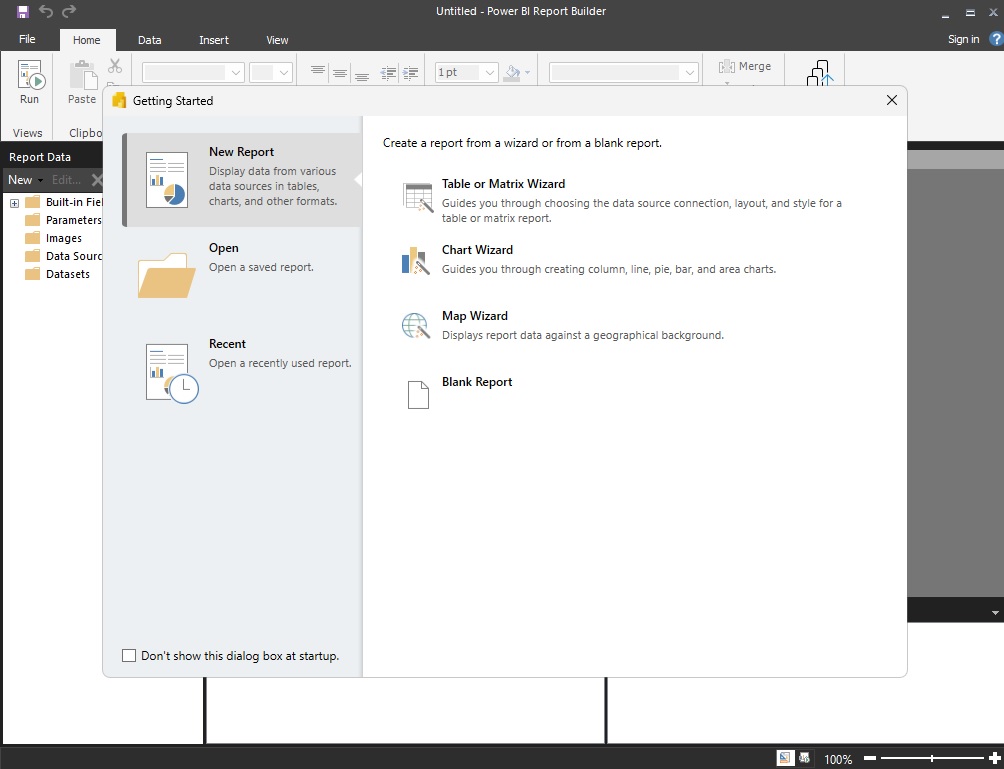 Untitled - Power BI Report Builder
File Home Data Insert View Sign in ?
Run
Paste
1 pt
Merge
Views
Clipbo
Getting Started
Report Data
New Edit...
Built-in Fiel
Parameters
Images
Data Sourc
Datasets
New Report
Display data from various
data sources in tables,
charts, and other formats.
Open
Open a saved report.
Recent
Open a recently used report.
Don't show this dialog box at startup.
Create a report from a wizard or from a blank report.
Table or Matrix Wizard
Guides you through choosing the data source connection, layout, and style for a
table or matrix report.
Chart Wizard
Guides you through creating column, line, pie, bar, and area charts.
Map Wizard
Displays report data against a geographical background.
Blank Report
100%